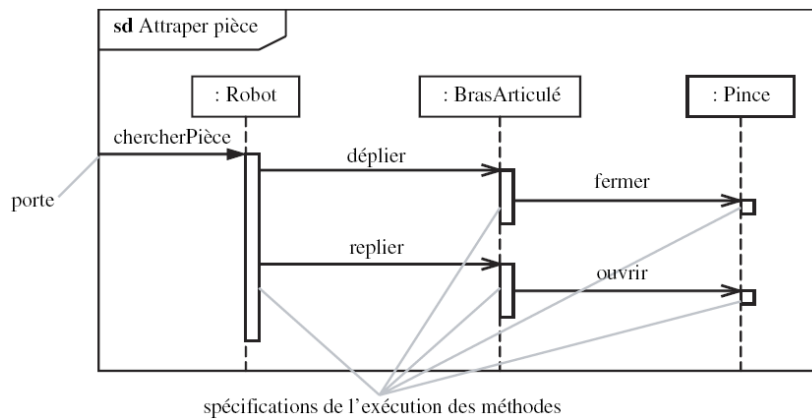 sd Attraper pièce
: Robot
: BrasArticulé
: Pince
chercherPièce
déplier
fermer
porte
replier
ouvrir
spécifications de l'exécution des méthodes